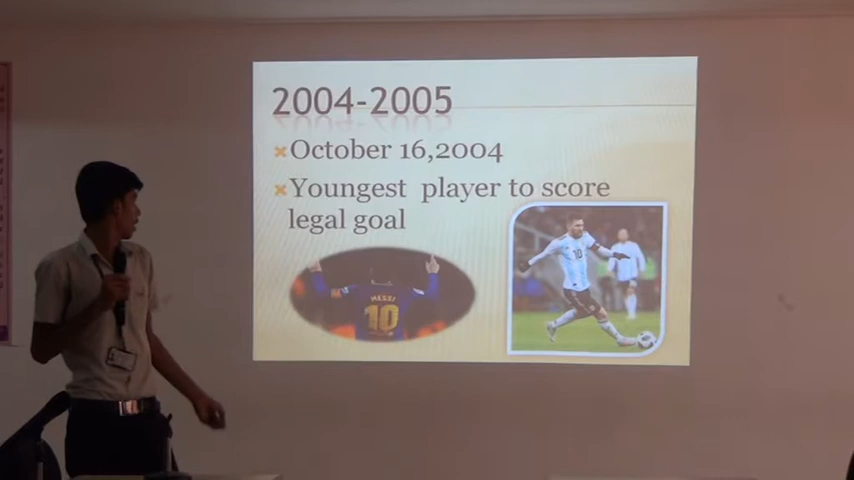 2004-2005
October 16,2004
Youngest player to score
legal goal
MESSI
10
10